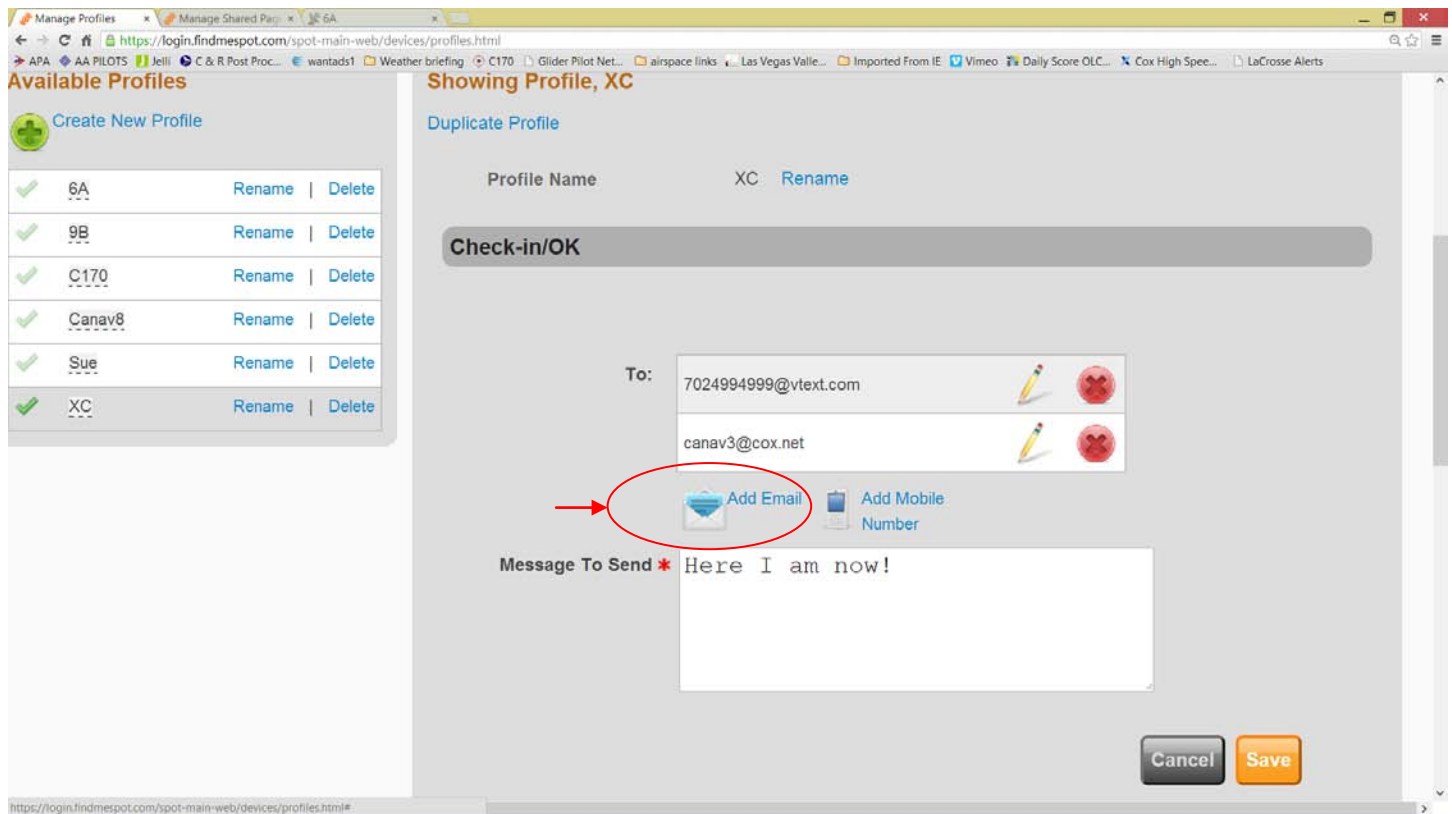 Manage Profiles
Manage Shared Pag
6A
https://login.findmespot.com/spot-main-web/devices/profiles.html
APA AA PILOTS Jelli C & R Post Proc... wantads1 Weather briefing C170 Glider Pilot Net... airspace links Las Vegas Valle... Imported From IE Vimeo Daily Score OLC... Cox High Spee... LaCrosse Alerts
Available Profiles
Create New Profile
6A Rename | Delete
9B Rename | Delete
C170 Rename | Delete
Canav8 Rename | Delete
Sue Rename | Delete
XC Rename | Delete
Showing Profile, XC
Duplicate Profile
Profile Name XC Rename
Check-in/OK
To:
7024994999@vtext.com
canav3@cox.net
Add Email
Add Mobile
Number
Message To Send *
Here I am now!
Cancel Save
https://login.findmespot.com/spot-main-web/devices/profiles.html#